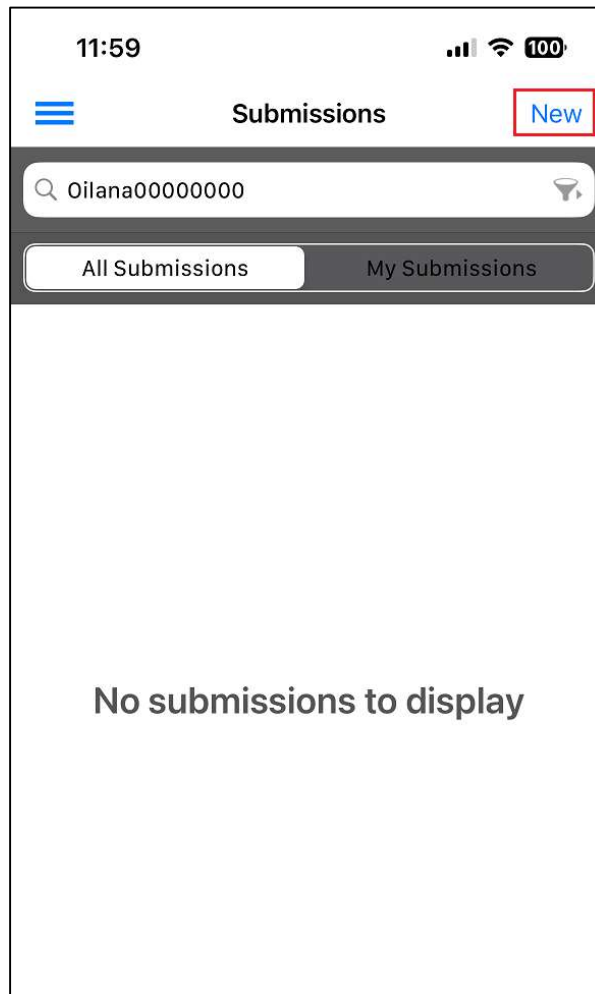 11:59
100
Submissions
New
Oilana00000000
All Submissions
My Submissions
No submissions to display